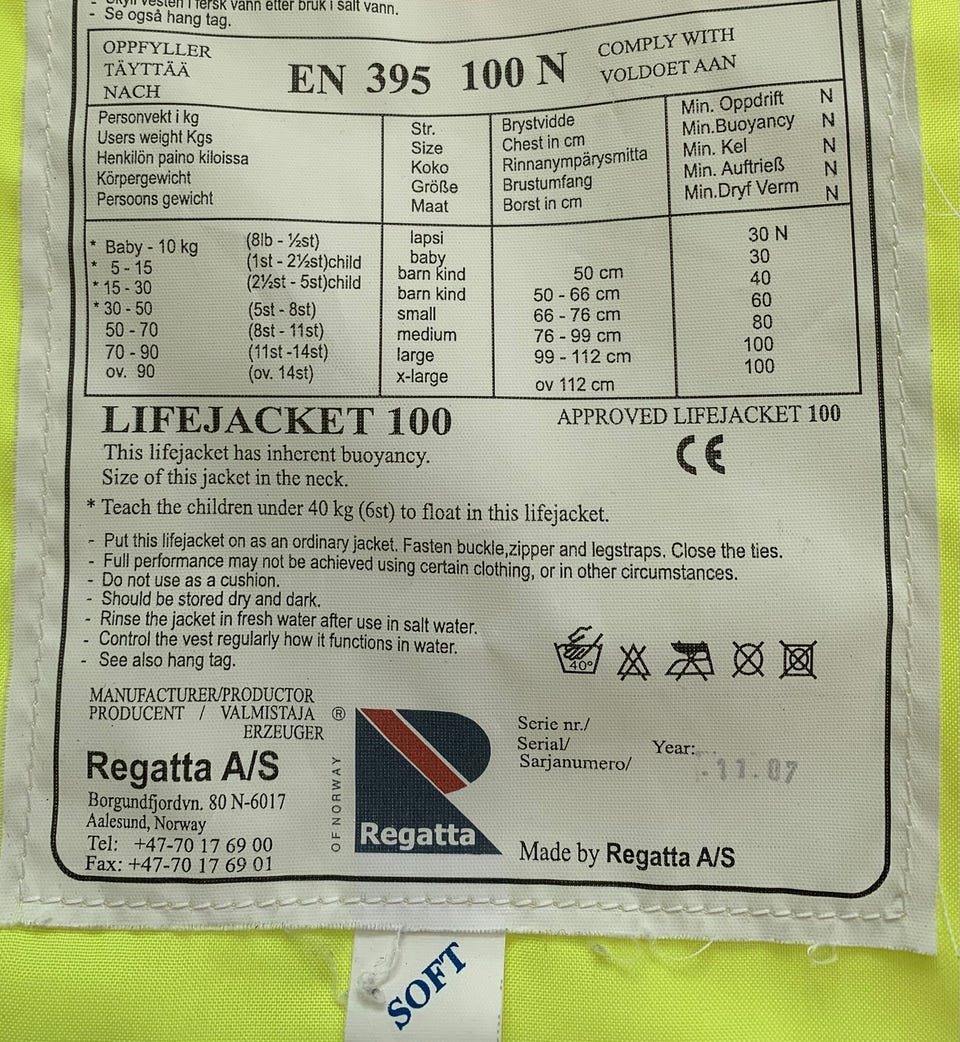 - Skyll vesten i fersk vann etter bruk i salt vann.
- Se også hang tag.
OPPFYLLER
TÄYTTÄÄ
NACH
EN 395 100 N
COMPLY WITH
VOLDOET AAN
Personvekt i kg
Users weight Kgs
Henkilön paino kiloissa
Körpergewicht
Persoons gewicht
Str.
Size
Koko
Größe
Maat
Brystvidde
Chest in cm
Rinnanympärysmitta
Brustumfang
Borst in cm
Min. Oppdrift N
Min.Buoyancy N
Min. Kel N
Min. Auftrieß N
Min.Dryf Verm N
* Baby - 10 kg (8lb - ½st) lapsi 30 N
* 5 - 15 (1st - 2½st)child baby 30
* 15 - 30 (2½st - 5st)child barn kind 50 cm 40
* 30 - 50 (5st - 8st) barn kind 50 - 66 cm 60
50 - 70 (8st - 11st) small 66 - 76 cm 80
70 - 90 (11st -14st) medium 76 - 99 cm 100
ov. 90 (ov. 14st) large 99 - 112 cm 100
x-large ov 112 cm
LIFEJACKET 100
APPROVED LIFEJACKET 100
CE
This lifejacket has inherent buoyancy.
Size of this jacket in the neck.
* Teach the children under 40 kg (6st) to float in this lifejacket.
- Put this lifejacket on as an ordinary jacket. Fasten buckle,zipper and legstraps. Close the ties.
- Full performance may not be achieved using certain clothing, or in other circumstances.
- Do not use as a cushion.
- Should be stored dry and dark.
- Rinse the jacket in fresh water after use in salt water.
- Control the vest regularly how it functions in water.
- See also hang tag.
40°
MANUFACTURER/PRODUCTOR
PRODUCENT / VALMISTAJA ®
ERZEUGER
Regatta A/S
Borgundfjordvn. 80 N-6017
Aalesund, Norway
Tel: +47-70 17 69 00
Fax: +47-70 17 69 01
OF NORWAY
Regatta
Serie nr./
Serial/
Sarjanumero/
Year:
-11.07
Made by Regatta A/S
SOFT